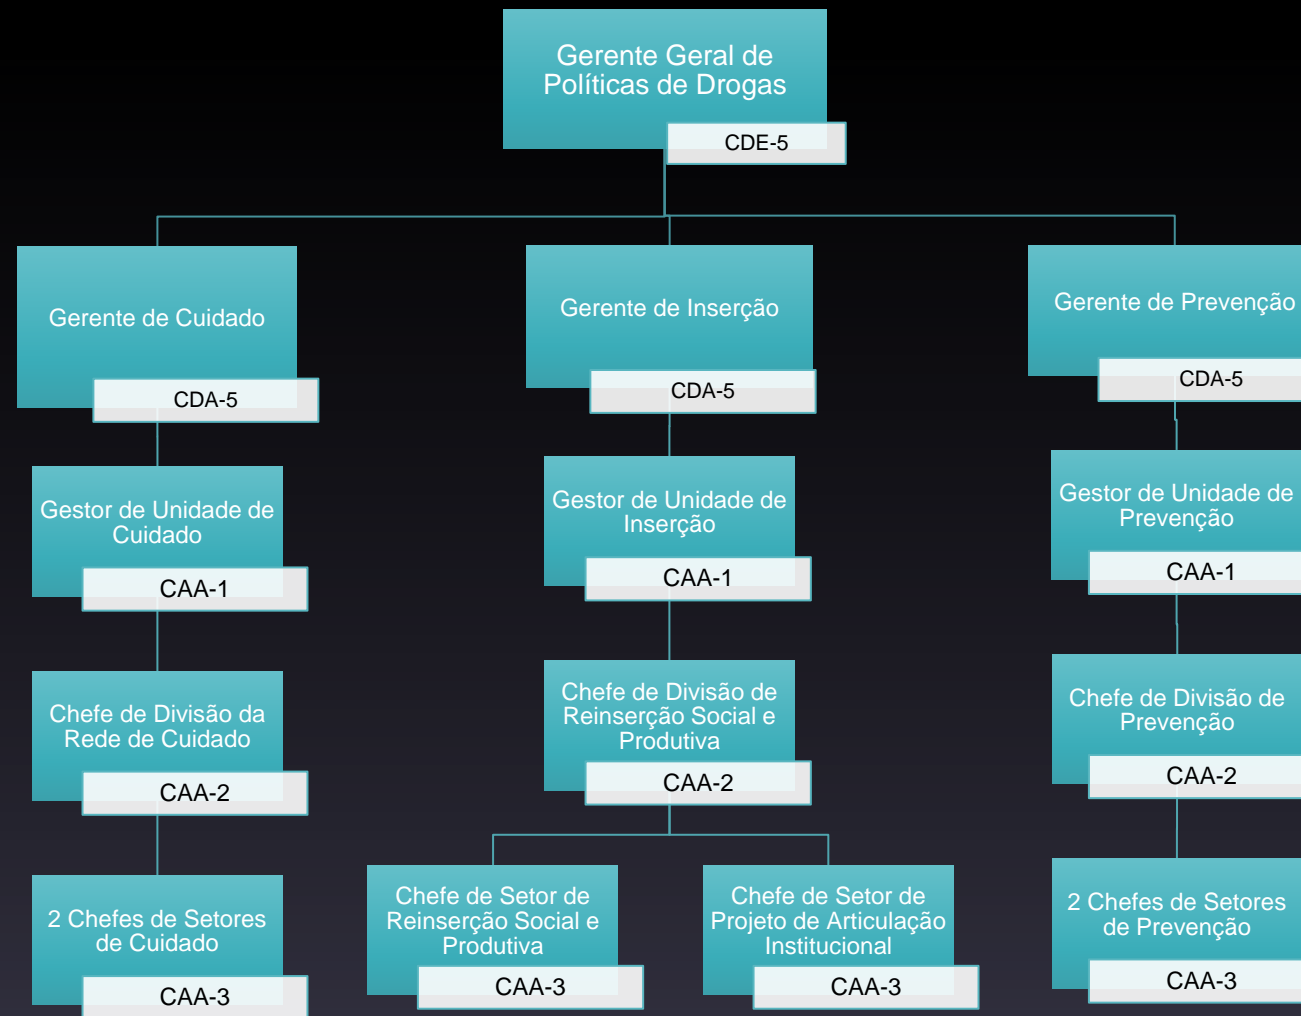 Gerente Geral de
Políticas de Drogas
CDE-5
Gerente de Cuidado
CDA-5
Gerente de Inserção
CDA-5
Gerente de Prevenção
CDA-5
Gestor de Unidade de
Cuidado
CAA-1
Gestor de Unidade de
Inserção
CAA-1
Gestor de Unidade de
Prevenção
CAA-1
Chefe de Divisão da
Rede de Cuidado
CAA-2
Chefe de Divisão de
Reinserção Social e
Produtiva
CAA-2
Chefe de Divisão de
Prevenção
CAA-2
2 Chefes de Setores
de Cuidado
CAA-3
Chefe de Setor de
Reinserção Social e
Produtiva
CAA-3
Chefe de Setor de
Projeto de Articulação
Institucional
CAA-3
2 Chefes de Setores
de Prevenção
CAA-3